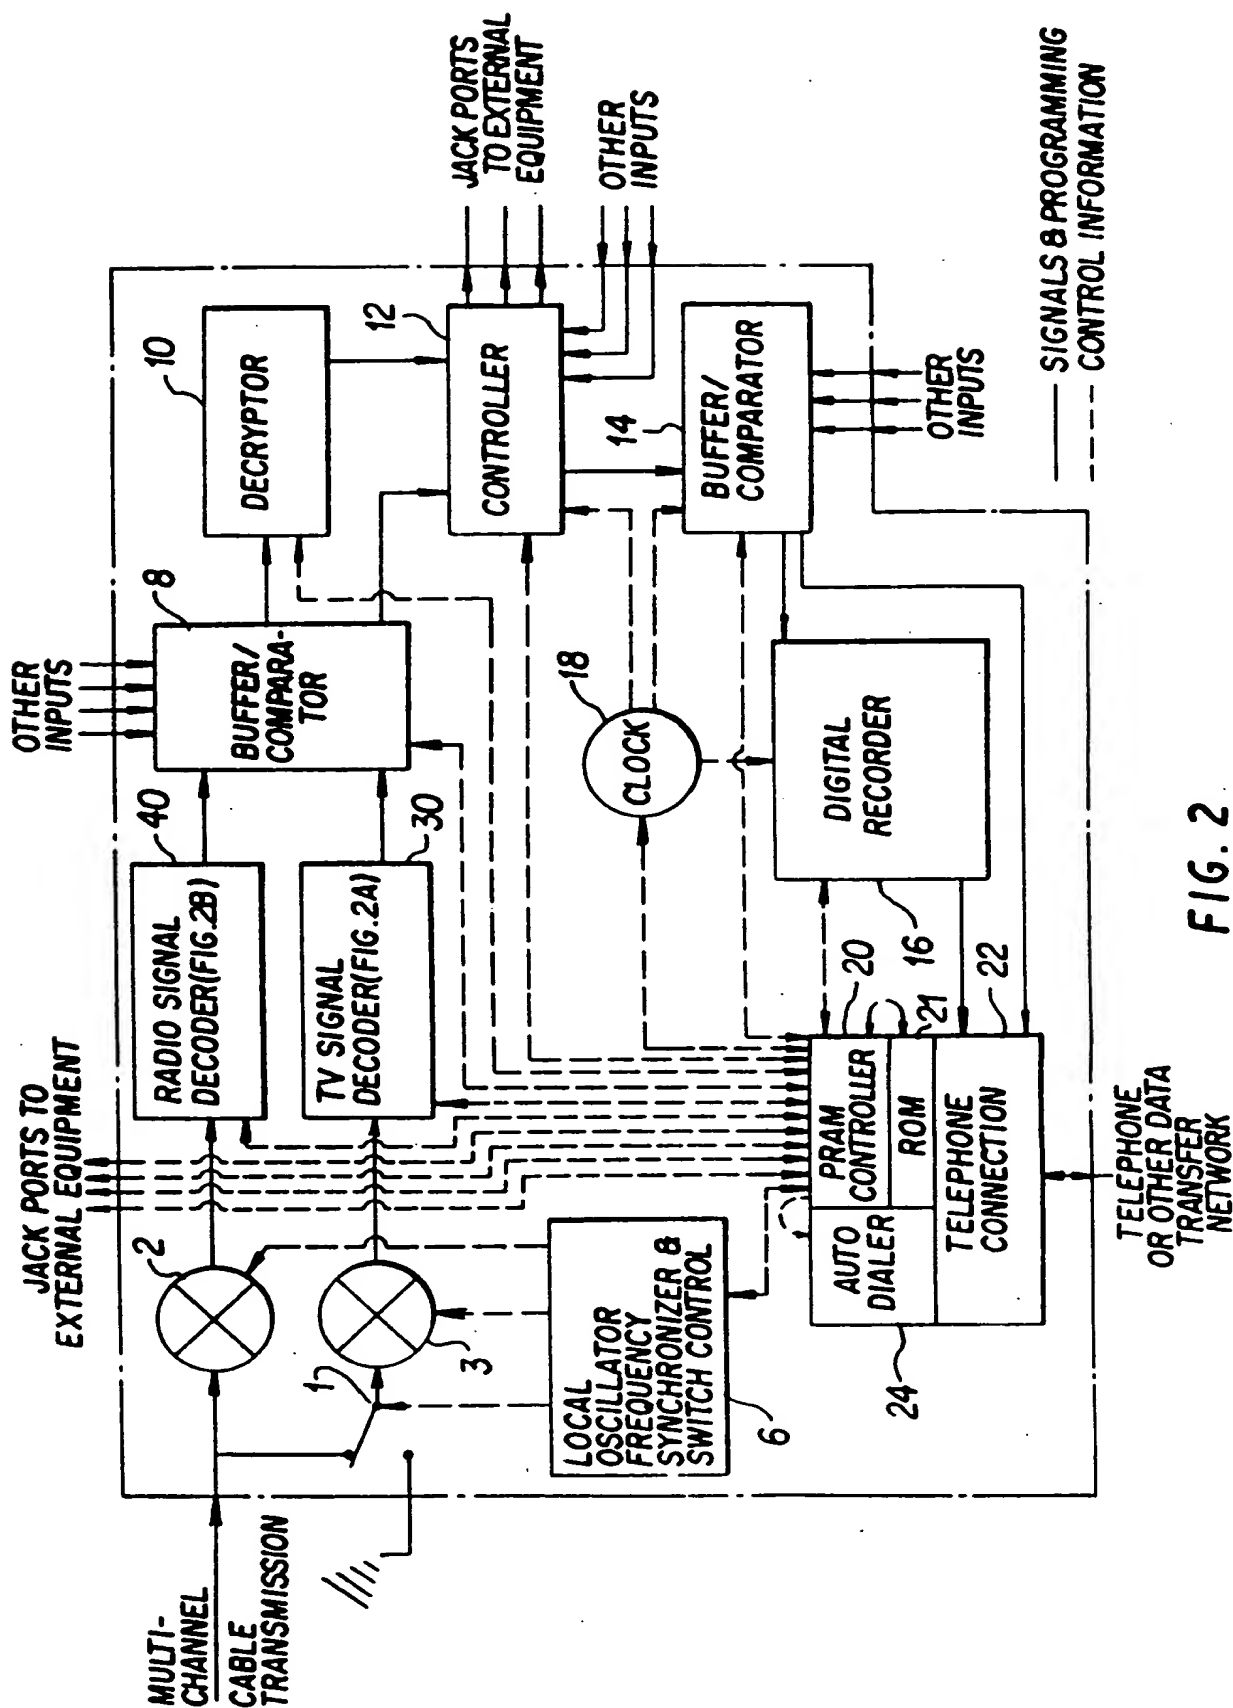 MULTI-
CHANNEL
CABLE
TRANSMISSION
JACK PORTS TO
EXTERNAL EQUIPMENT
OTHER
INPUTS
2
1
3
40
RADIO SIGNAL
DECODER(FIG.2B)
TV SIGNAL
DECODER(FIG.2A)
30
8
BUFFER/
COMPARA-
TOR
10
DECRYPTOR
12
CONTROLLER
JACK PORTS
TO EXTERNAL
EQUIPMENT
OTHER
INPUTS
LOCAL
OSCILLATOR
FREQUENCY
SYNCHRONIZER &
SWITCH CONTROL
6
18
CLOCK
14
BUFFER/
COMPARATOR
OTHER
INPUTS
DIGITAL
RECORDER
16
AUTO
DIALER
24
PRAM
CONTROLLER
20
ROM
21
TELEPHONE
CONNECTION
22
TELEPHONE
OR OTHER DATA
TRANSFER
NETWORK
SIGNALS & PROGRAMMING
CONTROL INFORMATION
FIG. 2